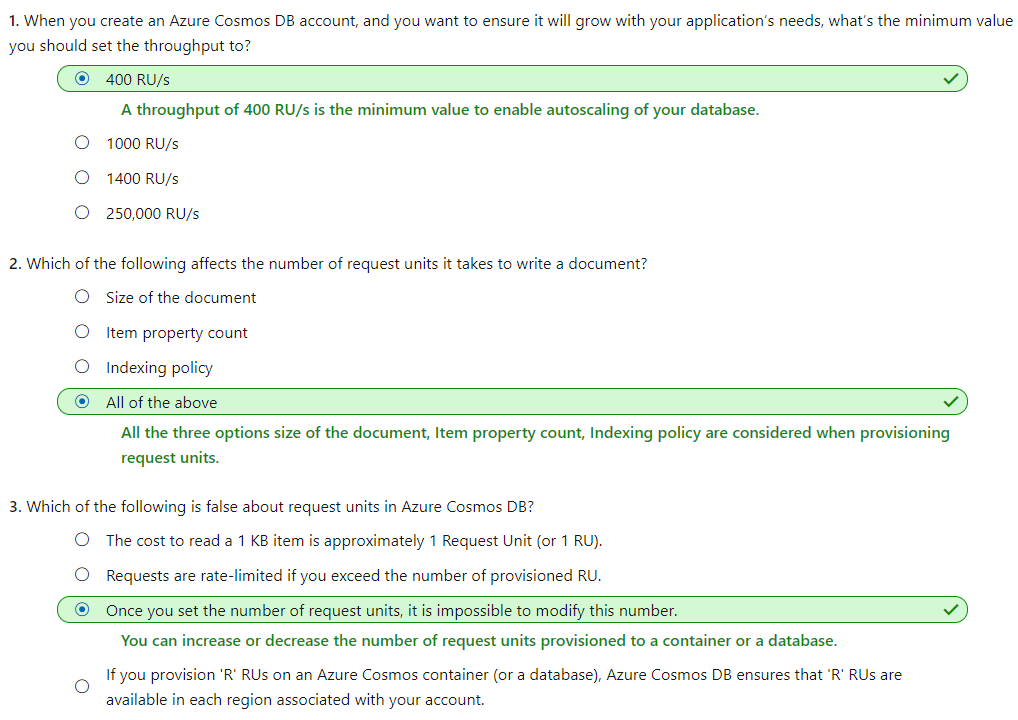 1. When you create an Azure Cosmos DB account, and you want to ensure it will grow with your application's needs, what's the minimum value
you should set the throughput to?
400 RU/s
A throughput of 400 RU/s is the minimum value to enable autoscaling of your database.
1000 RU/s
1400 RU/s
250,000 RU/s
2. Which of the following affects the number of request units it takes to write a document?
Size of the document
Item property count
Indexing policy
All of the above
All the three options size of the document, Item property count, Indexing policy are considered when provisioning
request units.
3. Which of the following is false about request units in Azure Cosmos DB?
The cost to read a 1 KB item is approximately 1 Request Unit (or 1 RU).
Requests are rate-limited if you exceed the number of provisioned RU.
Once you set the number of request units, it is impossible to modify this number.
You can increase or decrease the number of request units provisioned to a container or a database.
If you provision 'R' RUs on an Azure Cosmos container (or a database), Azure Cosmos DB ensures that 'R' RUs are
available in each region associated with your account.